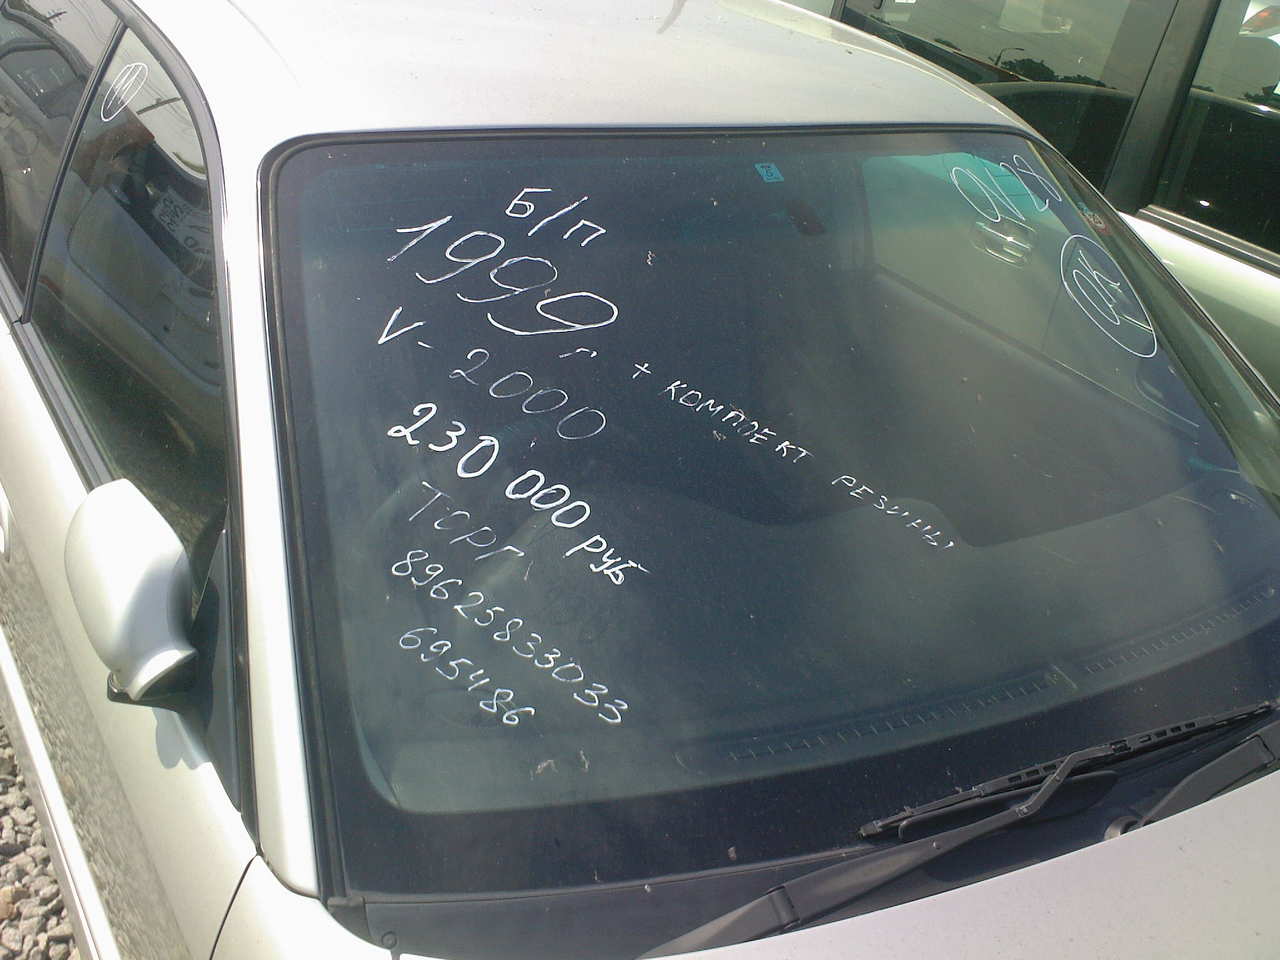 Б/П
1999 г
V- 2000
+ КОМПЛЕКТ РЕЗИНЫ
230 000 руб
ТОРГ
89625833033
695486